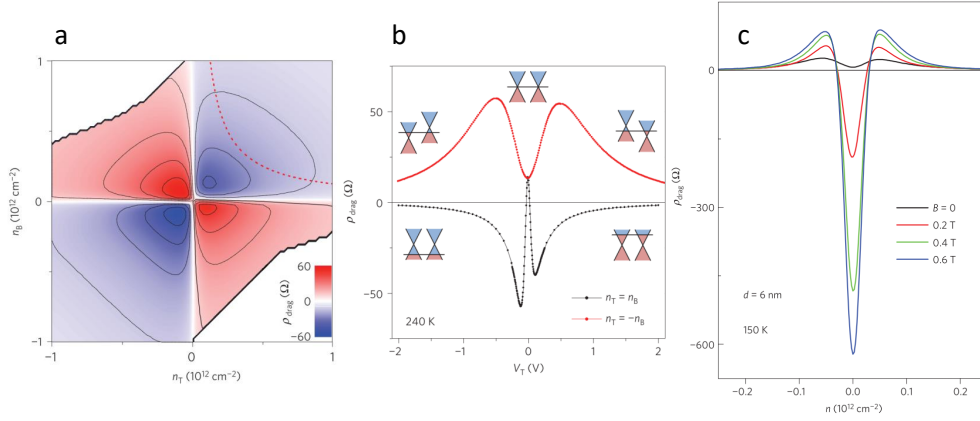 a
1
0
−1
−1
0
1
n_B (10^12 cm^−2)
n_T (10^12 cm^−2)
60
0
−60
ρ_drag (Ω)
b
50
0
−50
ρ_drag (Ω)
−2
−1
0
1
2
V_T (V)
240 K
n_T = n_B
n_T = −n_B
c
0
−300
−600
ρ_drag (Ω)
B = 0
0.2 T
0.4 T
0.6 T
d = 6 nm
150 K
−0.2
−0.1
0.0
0.1
0.2
n (10^12 cm^−2)